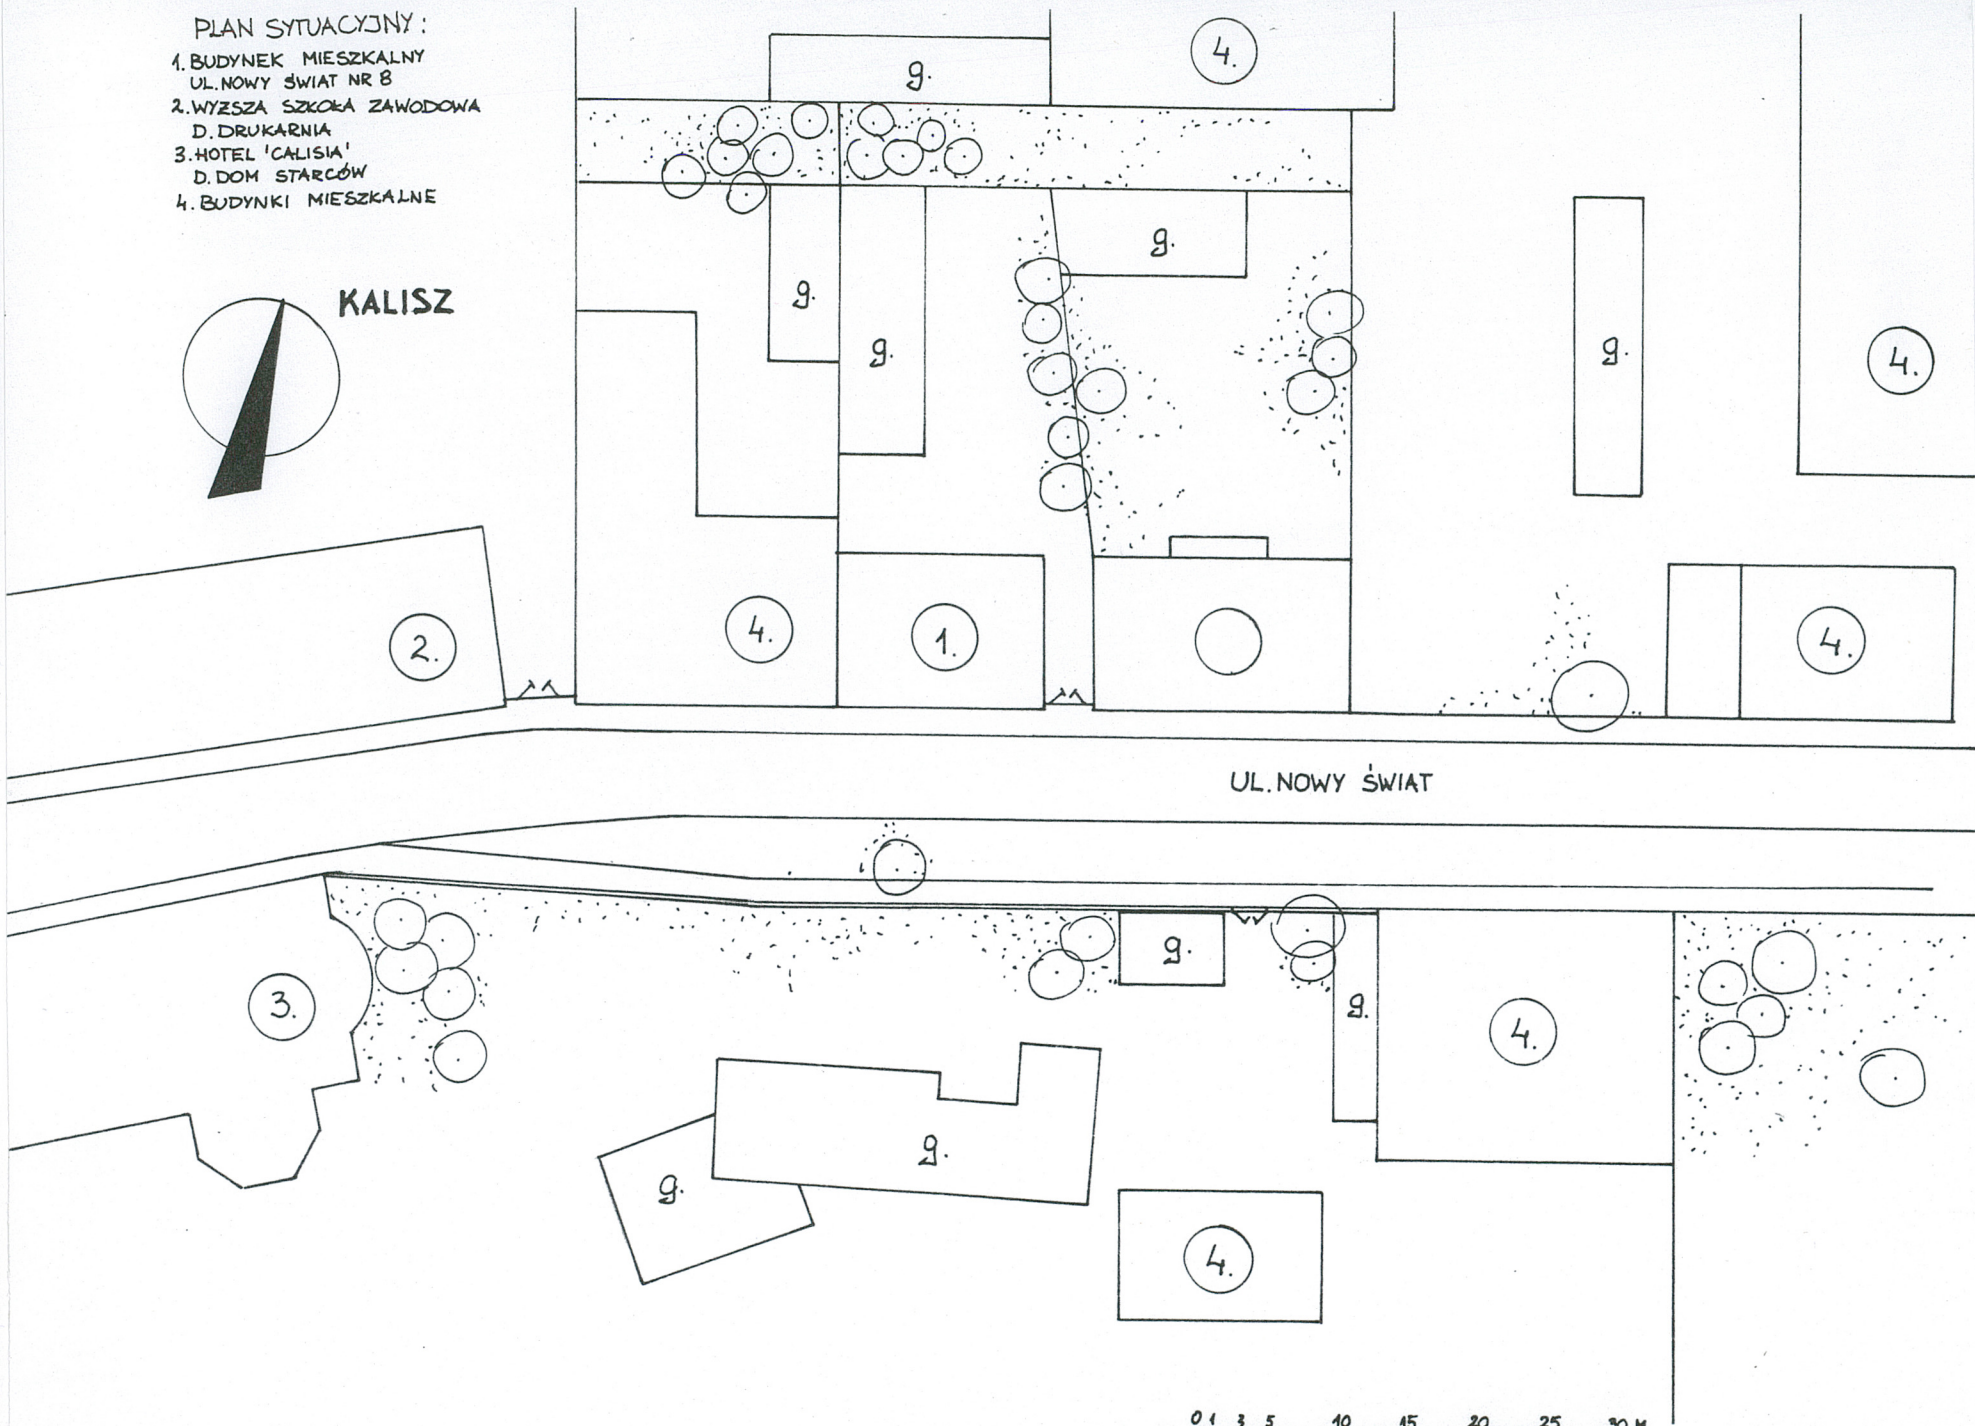 PLAN SYTUACYJNY:
1. BUDYNEK MIESZKALNY
UL. NOWY ŚWIAT NR 8
2. WYŻSZA SZKOŁA ZAWODOWA
D. DRUKARNIA
3. HOTEL 'CALISIA'
D. DOM STARCÓW
4. BUDYNKI MIESZKALNE
KALISZ
g.
4.
g.
g.
g.
g.
4.
2.
4.
1.
4.
UL. NOWY ŚWIAT
g.
3.
g.
4.
g.
g.
4.
0 1 3 5 10 15 20 25 30 M